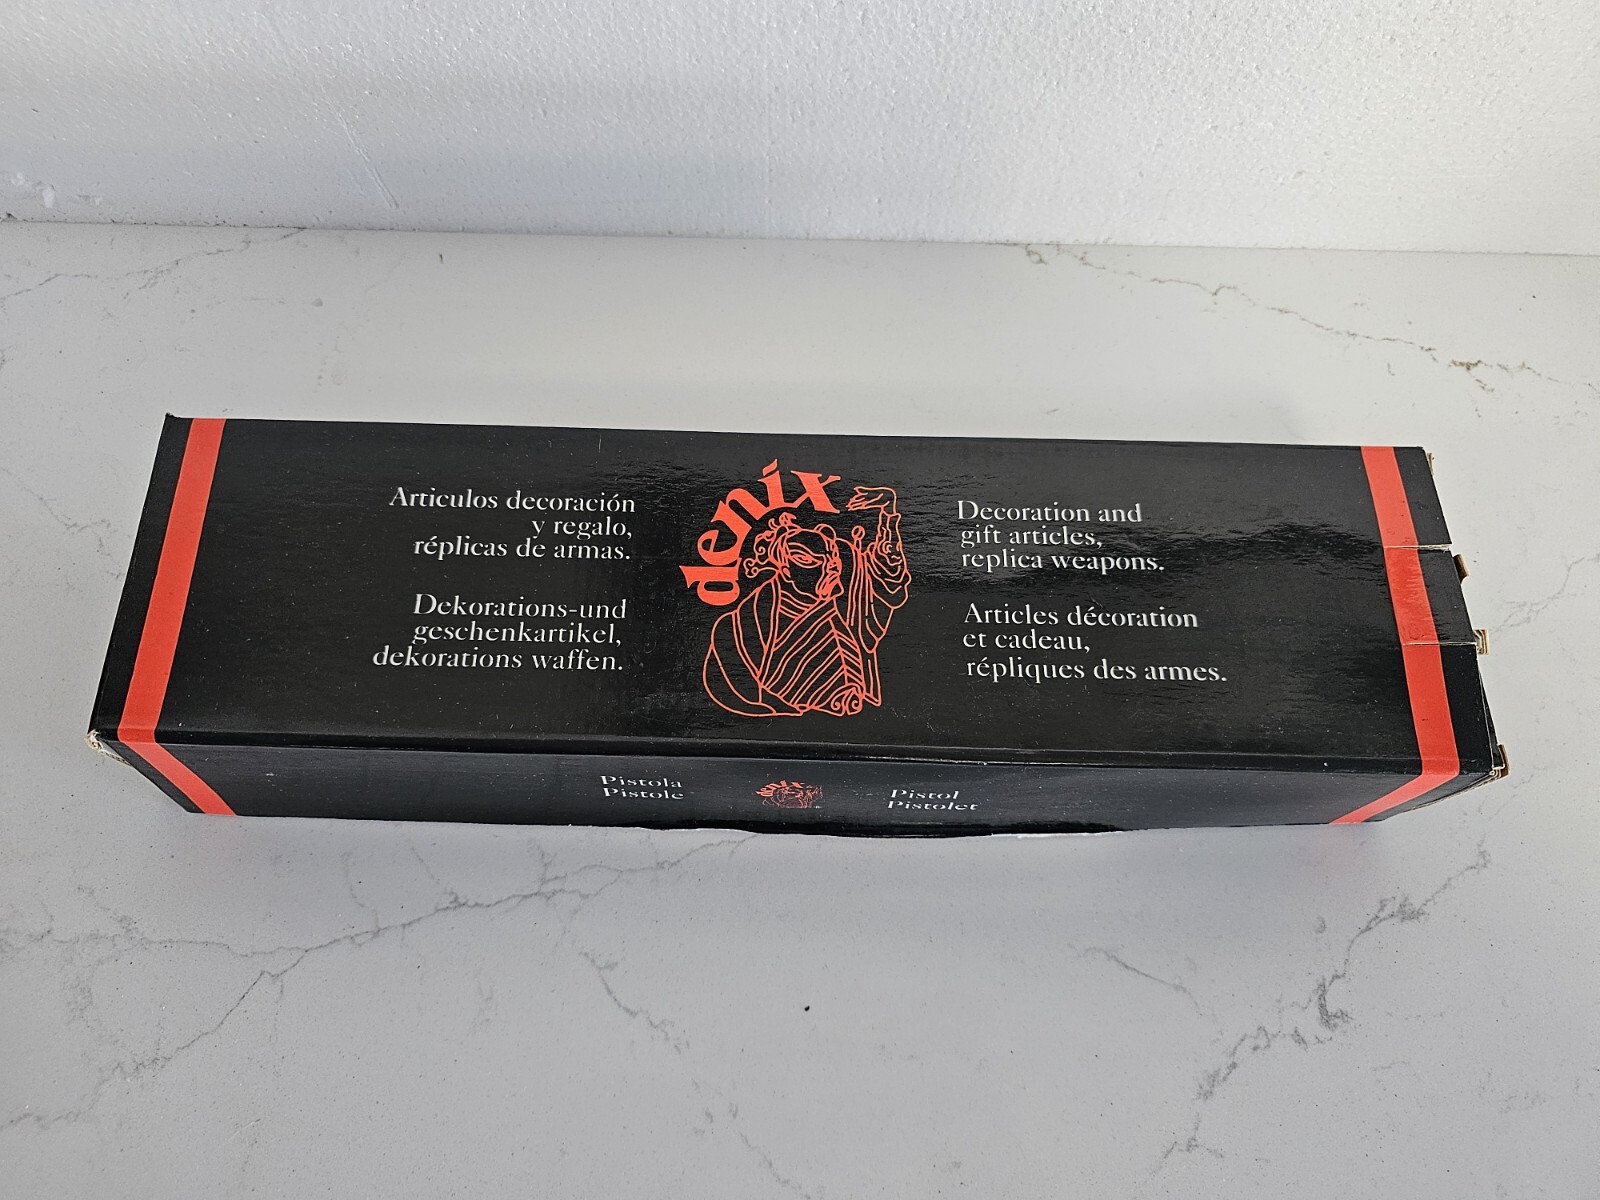 Articulos decoración
y regalo,
réplicas de armas.
Dekorations-und
geschenkartikel,
dekorations waffen.
denix
Decoration and
gift articles,
replica weapons.
Articles décoration
et cadeau,
répliques des armes.
Pistola
Pistole
denix
Pistol
Pistolet